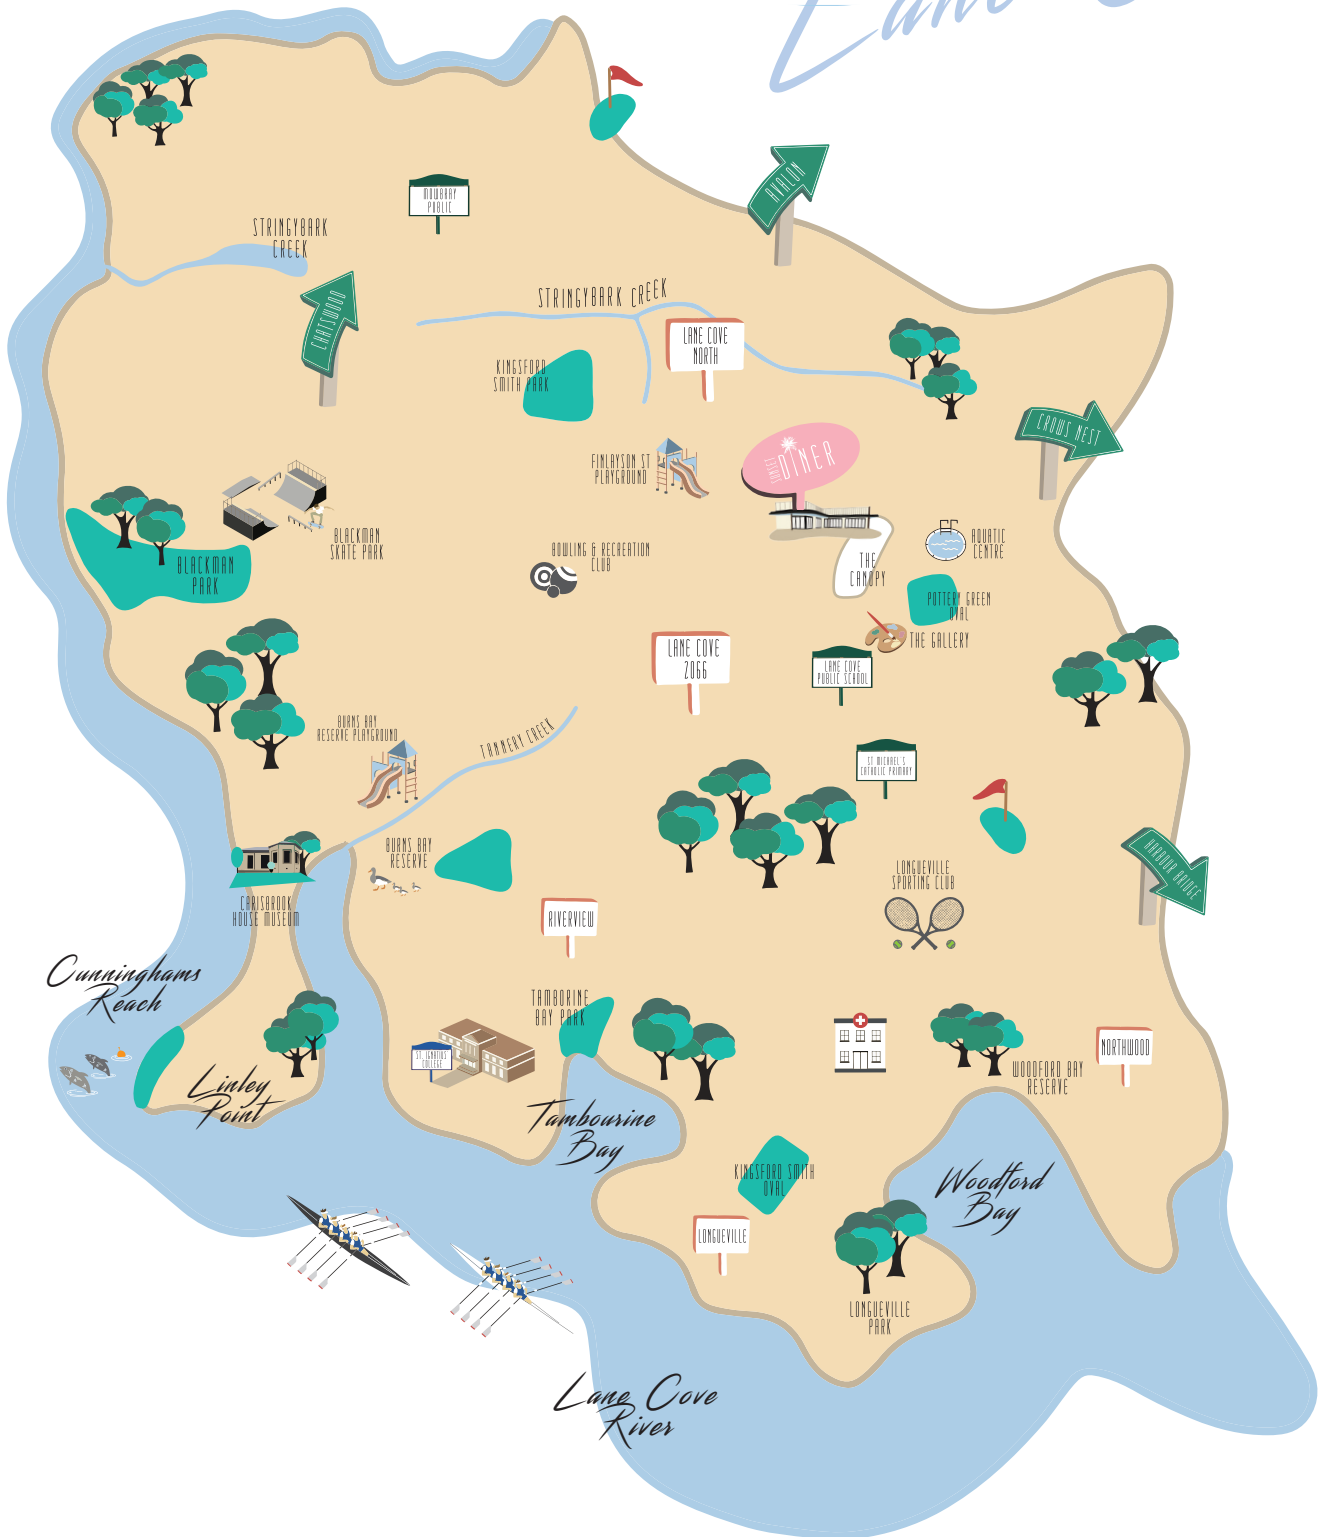 Lane
AVALON
MOWBRAY
PUBLIC
STRINGYBARK
CREEK
CHATSWOOD
STRINGYBARK CREEK
LANE COVE
NORTH
KINGSFORD
SMITH PARK
CROWS NEST
FINLAYSON ST
PLAYGROUND
DINER
BLACKMAN
SKATE PARK
AQUATIC
CENTRE
BOWLING & RECREATION
CLUB
THE
CANOPY
BLACKMAN
PARK
POTTERY GREEN
OVAL
THE GALLERY
LANE COVE
2066
LANE COVE
PUBLIC SCHOOL
BURNS BAY
RESERVE PLAYGROUND
TANNERY CREEK
ST MICHAEL'S
CATHOLIC PRIMARY
BURNS BAY
RESERVE
LONGUEVILLE
SPORTING CLUB
HARBOUR BRIDGE
CARISBROOK
HOUSE MUSEUM
RIVERVIEW
Cunninghams
Reach
TAMBORINE
BAY PARK
ST. IGNATIUS
COLLEGE
NORTHWOOD
WOODFORD BAY
RESERVE
Linley
Point
Tambourine
Bay
KINGSFORD SMITH
OVAL
Woodford
Bay
LONGUEVILLE
LONGUEVILLE
PARK
Lane Cove
River